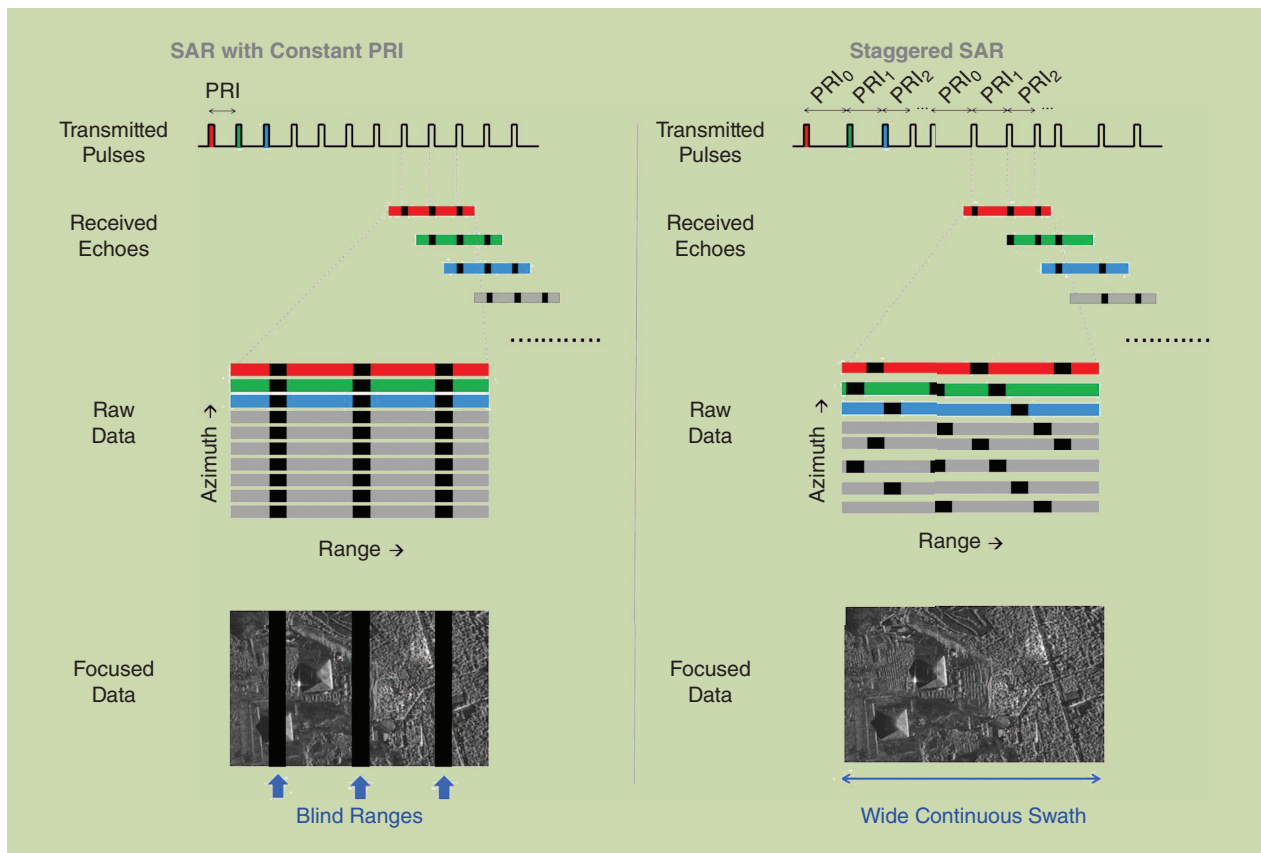 SAR with Constant PRI
PRI
Transmitted
Pulses
Received
Echoes
Raw
Data
Azimuth →
Range →
Focused
Data
Blind Ranges
Staggered SAR
PRI₀ PRI₁ PRI₂ ... PRI₀ PRI₁ PRI₂ ...
Transmitted
Pulses
Received
Echoes
Raw
Data
Azimuth →
Range →
Focused
Data
Wide Continuous Swath